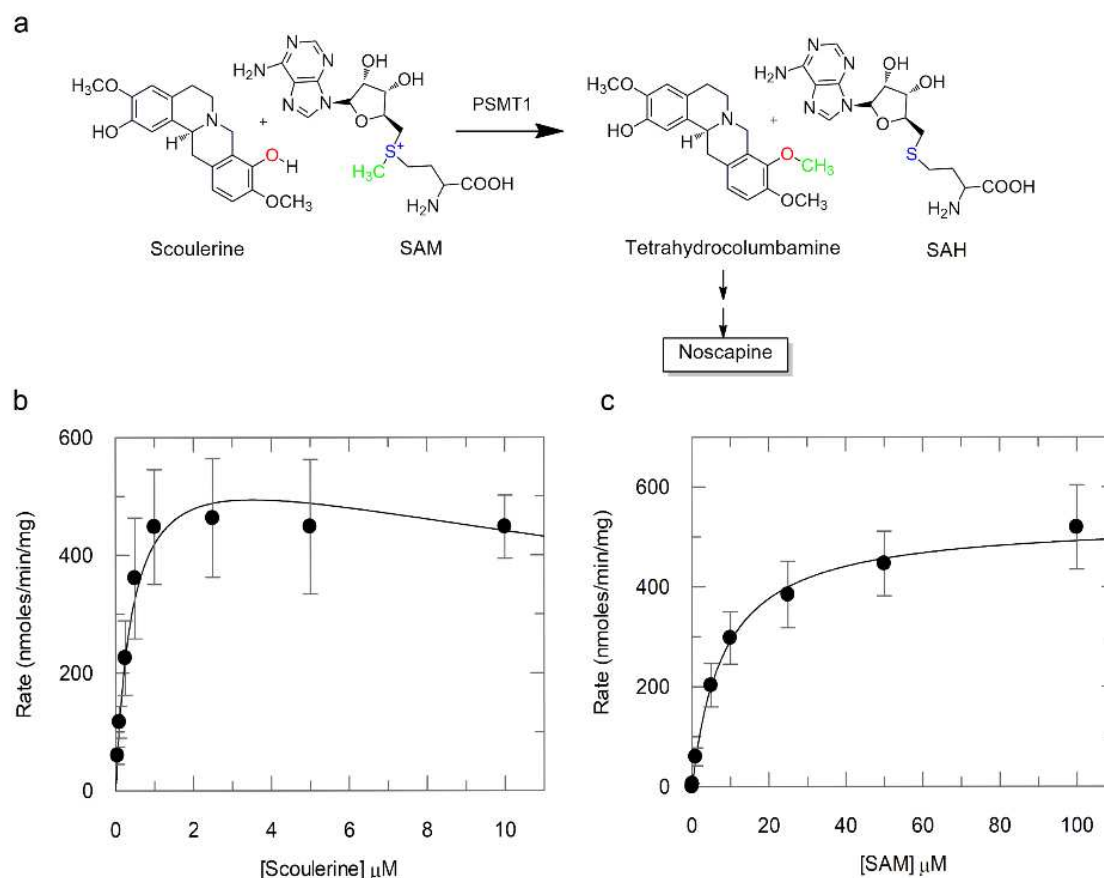 a
N N OH
H2N N N OH
H3CO N O
HO H
O H
S+
H3C
COOH
OCH3 H2N
+
PSMT1
H3CO N
HO H
O CH3
OCH3
+
N N OH
H2N N N OH
O
S
COOH
H2N
Scoulerine SAM Tetrahydrocolumbamine SAH
Noscapine
b
600
400
200
0
0 2 4 6 8 10
Rate (nmoles/min/mg)
[Scoulerine] μM
c
600
400
200
0
0 20 40 60 80 100
Rate (nmoles/min/mg)
[SAM] μM